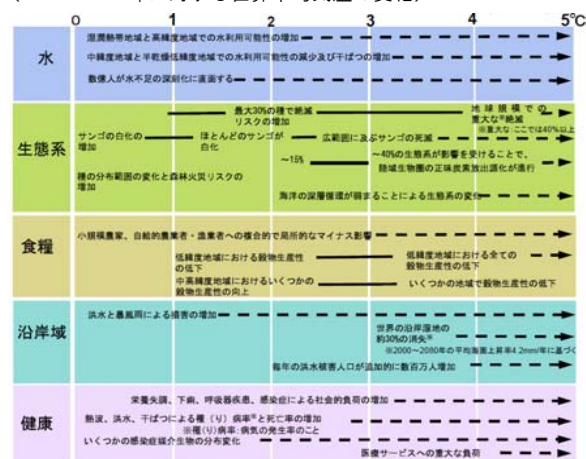 0 1 2 3 4 5℃
水
湿潤熱帯地域と高緯度地域での水利用可能性の増加
中緯度地域と半乾燥低緯度地域での水利用可能性の減少及び干ばつの増加
数億人が水不足の深刻化に直面する
生態系
最大30%の種で絶滅
リスクの増加
地球規模での
重大な※絶滅
※重大:ここでは40%以上
サンゴの白化の
増加
ほとんどのサンゴが
白化
広範囲に及ぶサンゴの死滅
~15%
~40%の生態系が影響を受けることで、
陸域生物圏の正味炭素放出源化が進行
種の分布範囲の変化と森林火災リスクの
増加
海洋の深層循環が弱まることによる生態系の変化
食糧
小規模農家、自給的農業者・漁業者への複合的で局所的なマイナス影響
低緯度地域における穀物生産性
の低下
低緯度地域における全ての
穀物生産性の低下
中高緯度地域におけるいくつかの
穀物生産性の向上
いくつかの地域で穀物生産性の低下
沿岸域
洪水と暴風雨による損害の増加
世界の沿岸湿地の
約30%の消失※
※2000~2080年の平均海面上昇率4.2mm/年に基づく
毎年の洪水被害人口が追加的に数百万人増加
健康
栄養失調、下痢、呼吸器疾患、感染症による社会的負荷の増加
熱波、洪水、干ばつによる罹(り)病率※と死亡率の増加
※罹(り)病率:病気の発生率のこと
いくつかの感染症媒介生物の分布変化
医療サービスへの重大な負荷